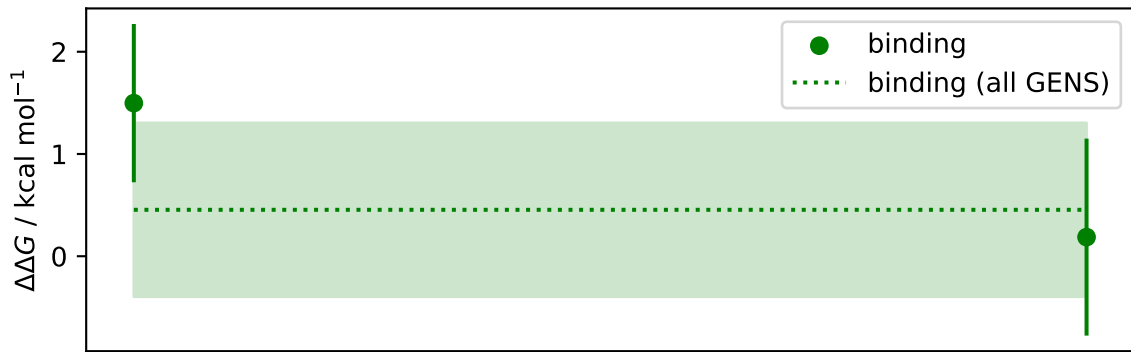 binding
binding (all GENS)
ΔΔG / kcal mol⁻¹
2
1
0